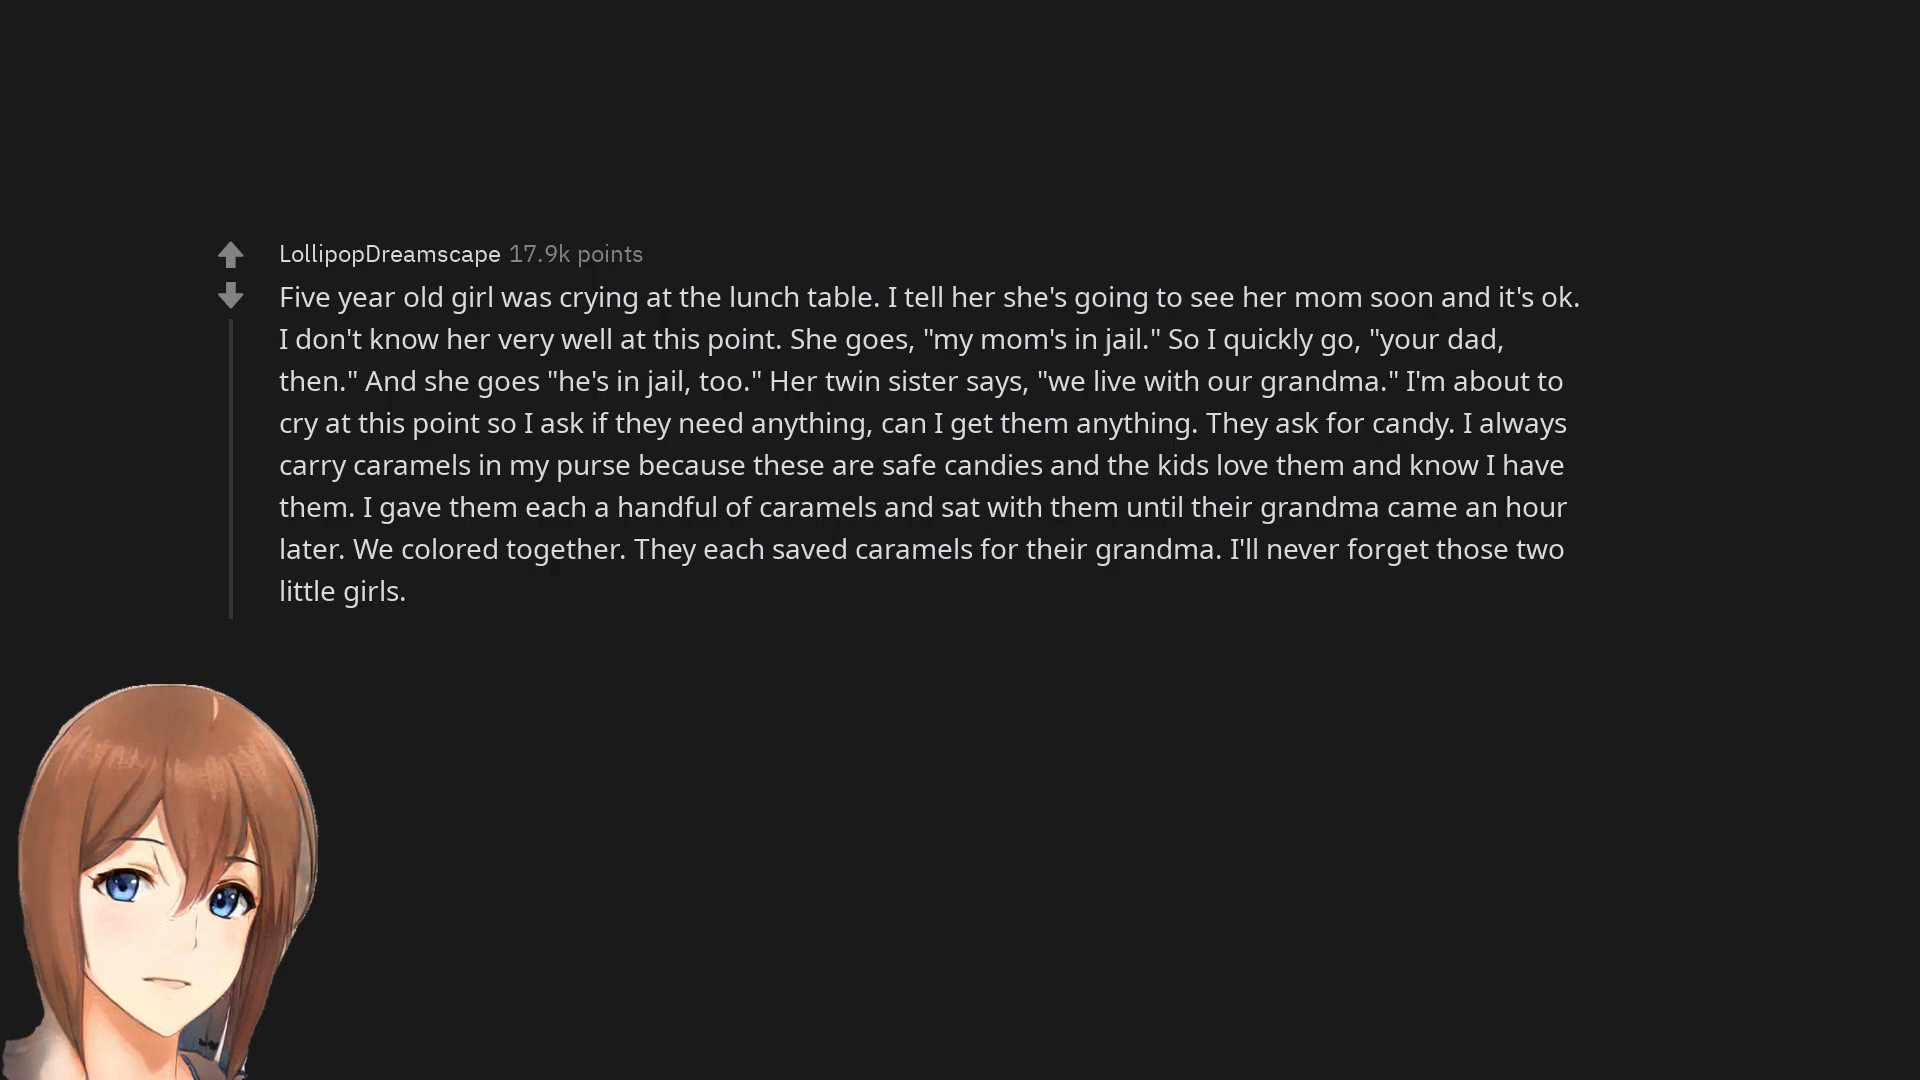 LollipopDreamscape 17.9k points
Five year old girl was crying at the lunch table. I tell her she's going to see her mom soon and it's ok.
I don't know her very well at this point. She goes, "my mom's in jail." So I quickly go, "your dad,
then." And she goes "he's in jail, too." Her twin sister says, "we live with our grandma." I'm about to
cry at this point so I ask if they need anything, can I get them anything. They ask for candy. I always
carry caramels in my purse because these are safe candies and the kids love them and know I have
them. I gave them each a handful of caramels and sat with them until their grandma came an hour
later. We colored together. They each saved caramels for their grandma. I'll never forget those two
little girls.